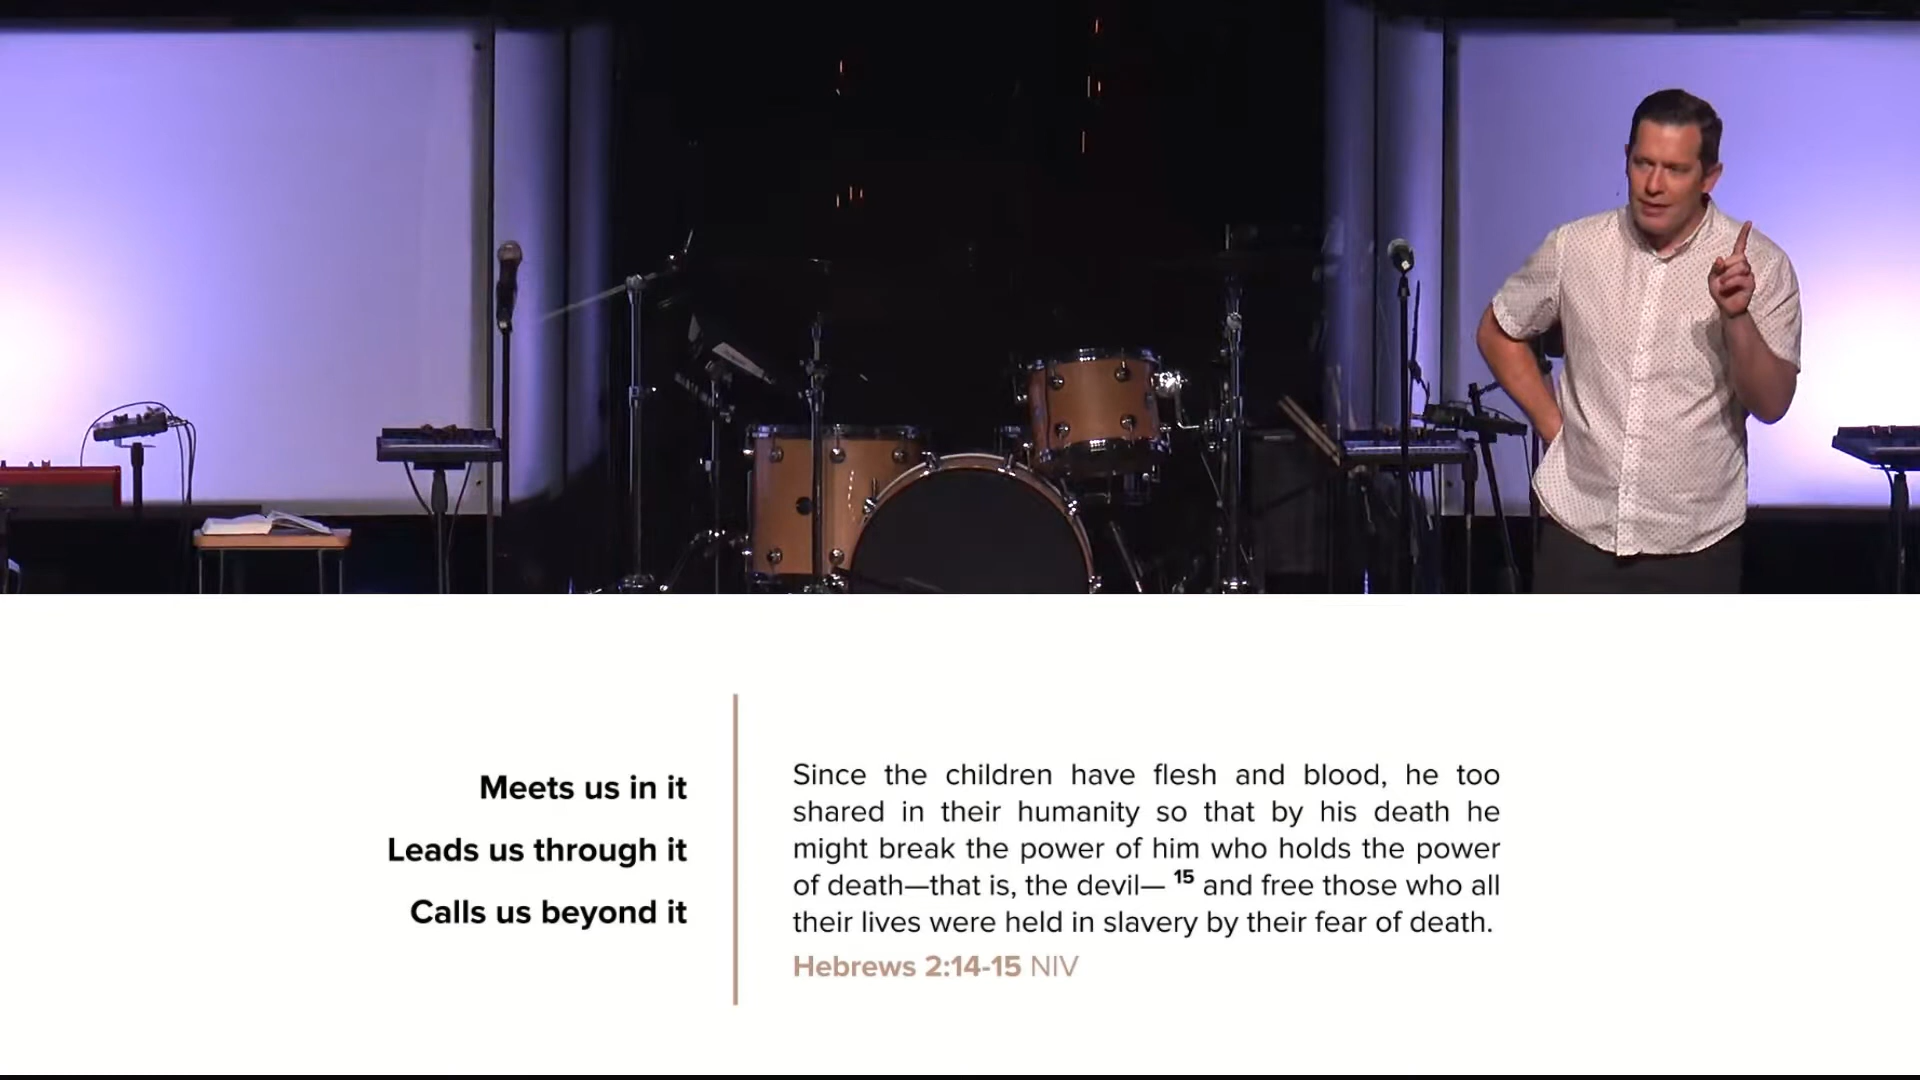 Meets us in it
Leads us through it
Calls us beyond it
Since the children have flesh and blood, he too
shared in their humanity so that by his death he
might break the power of him who holds the power
of death—that is, the devil— 15 and free those who all
their lives were held in slavery by their fear of death.
Hebrews 2:14-15 NIV